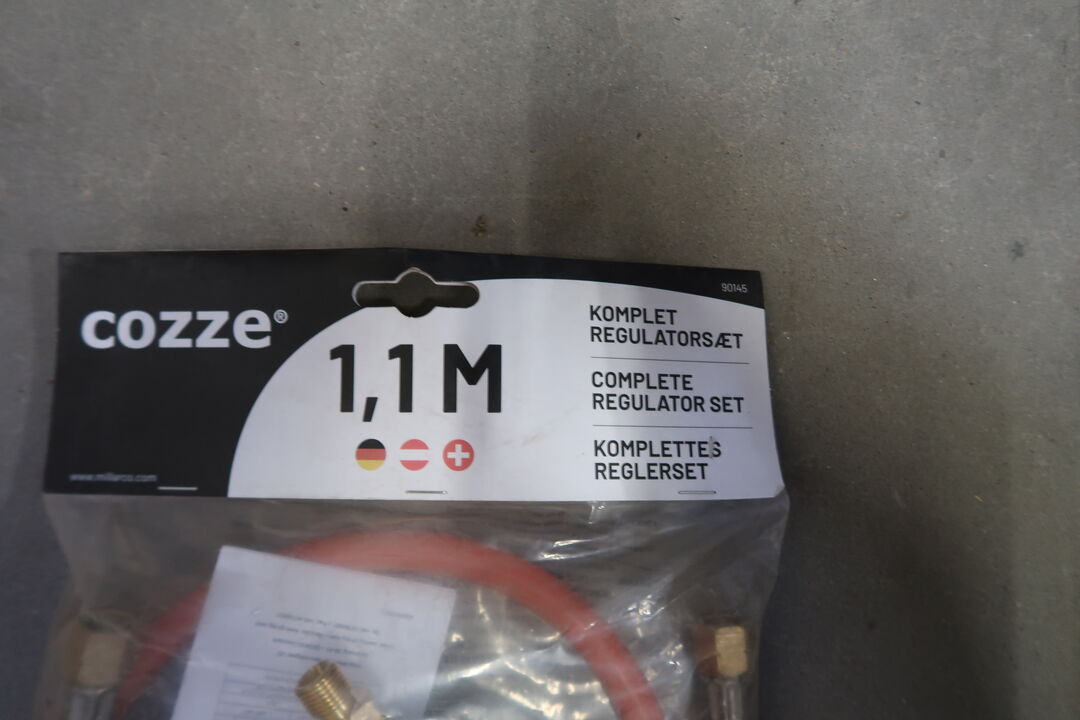 cozze®
90145
1,1 M
KOMPLET
REGULATORSÆT
COMPLETE
REGULATOR SET
KOMPLETTES
REGLERSET
www.millarco.com